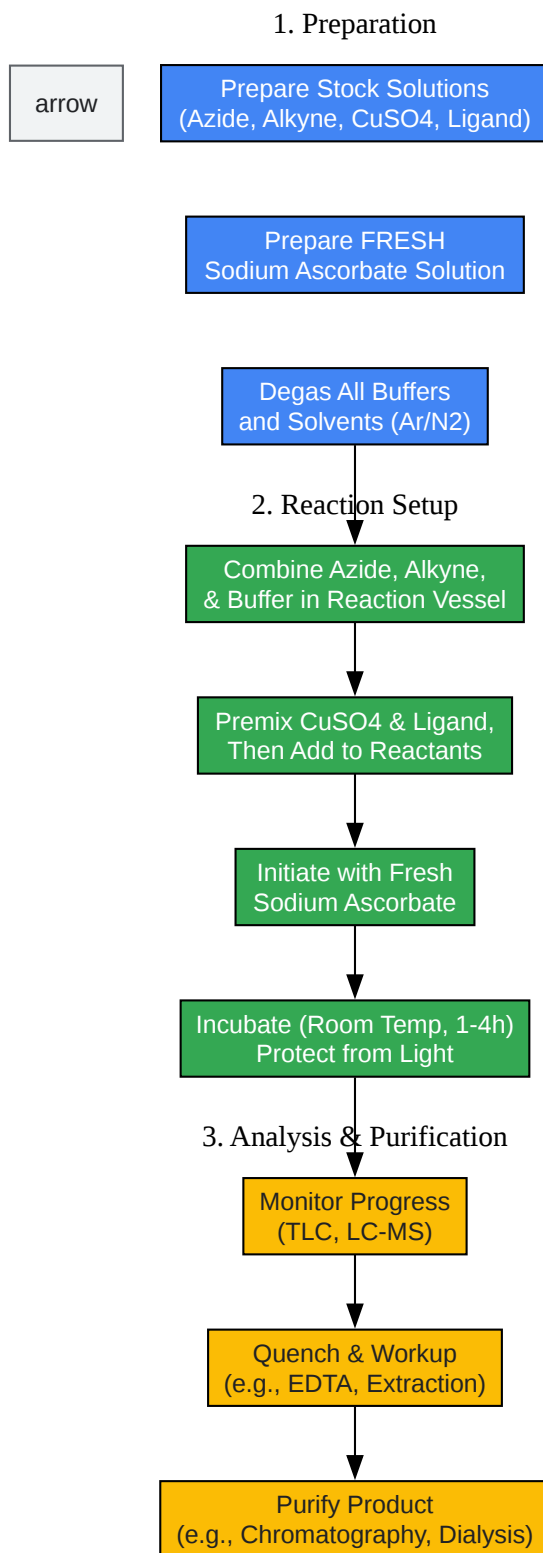 1. Preparation
arrow
Prepare Stock Solutions
(Azide, Alkyne, CuSO4, Ligand)
Prepare FRESH
Sodium Ascorbate Solution
Degas All Buffers
and Solvents (Ar/N2)
2. Reaction Setup
Combine Azide, Alkyne,
& Buffer in Reaction Vessel
Premix CuSO4 & Ligand,
Then Add to Reactants
Initiate with Fresh
Sodium Ascorbate
Incubate (Room Temp, 1-4h)
Protect from Light
3. Analysis & Purification
Monitor Progress
(TLC, LC-MS)
Quench & Workup
(e.g., EDTA, Extraction)
Purify Product
(e.g., Chromatography, Dialysis)